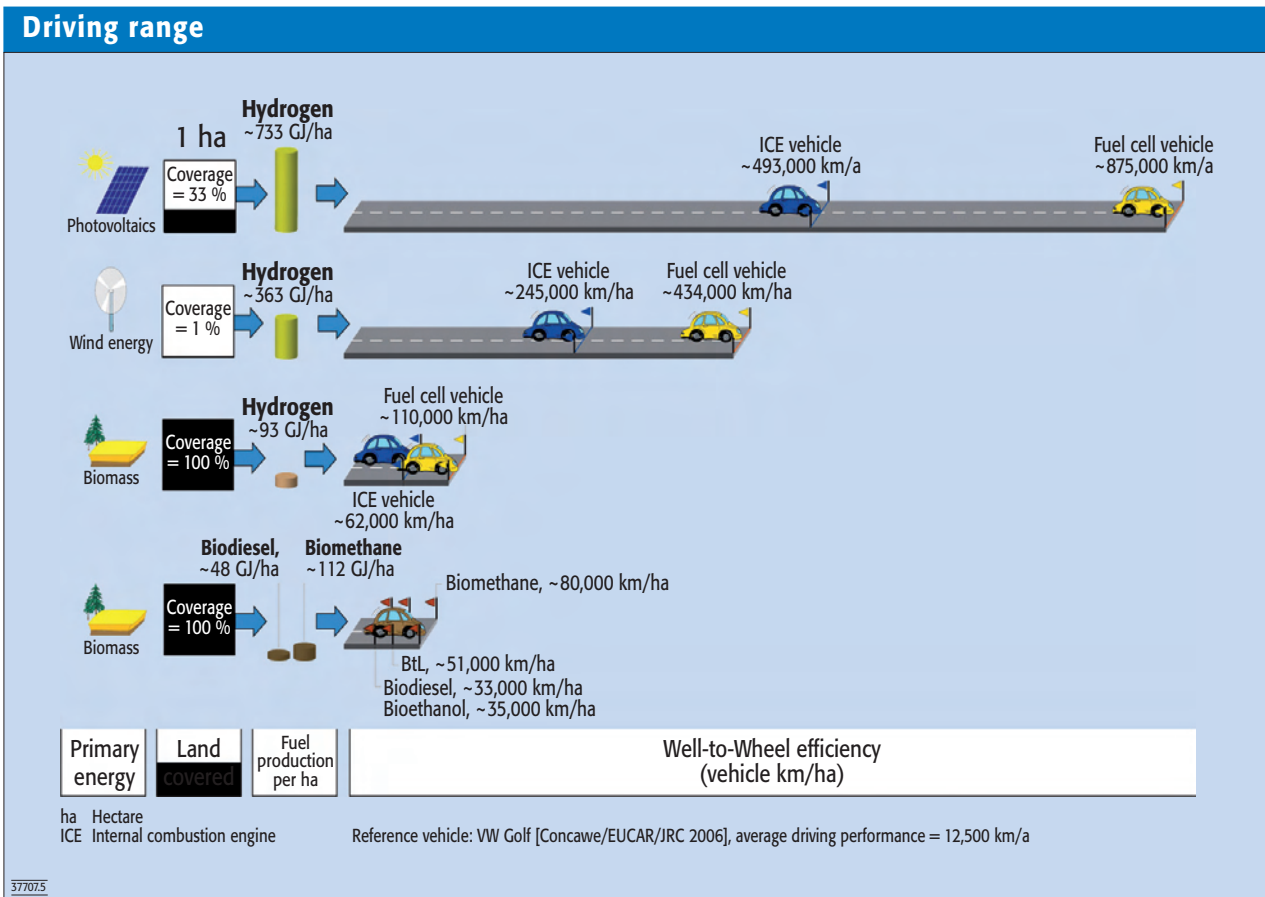 Driving range
1 ha
Hydrogen
~733 GJ/ha
Coverage
= 33 %
Photovoltaics
ICE vehicle
~493,000 km/a
Fuel cell vehicle
~875,000 km/a
Hydrogen
~363 GJ/ha
Coverage
= 1 %
Wind energy
ICE vehicle
~245,000 km/ha
Fuel cell vehicle
~434,000 km/ha
Hydrogen
~93 GJ/ha
Coverage
= 100 %
Biomass
Fuel cell vehicle
~110,000 km/ha
ICE vehicle
~62,000 km/ha
Biodiesel,
~48 GJ/ha
Biomethane
~112 GJ/ha
Coverage
= 100 %
Biomass
Biomethane, ~80,000 km/ha
BtL, ~51,000 km/ha
Biodiesel, ~33,000 km/ha
Bioethanol, ~35,000 km/ha
Primary
energy
Land
covered
Fuel
production
per ha
Well-to-Wheel efficiency
(vehicle km/ha)
ha Hectare
ICE Internal combustion engine
Reference vehicle: VW Golf [Concawe/EUCAR/JRC 2006], average driving performance = 12,500 km/a
37707.5